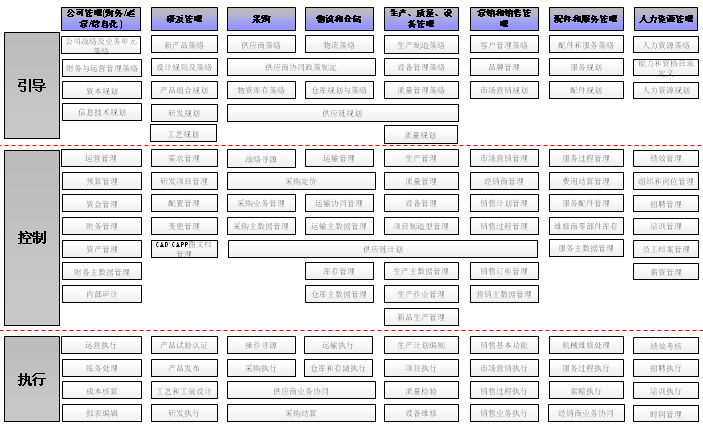 公司管理(财务/运营/信息化)
研发管理
采购
物流和仓储
生产、质量、设备管理
营销和销售管理
配件和服务管理
人力资源管理
引导
公司战略及业务单元策略
新产品策略
供应商策略
物流策略
生产制造策略
客户管理策略
配件和服务策略
人力资源策略
财务与运营管理策略
设计规划及策略
供应商协同政策制定
设备管理策略
品牌管理
服务规划
能力和资格目录定义
资本规划
产品组合规划
物资库存策略
仓库规划与策略
质量管理策略
市场营销规划
配件规划
人力资源规划
信息技术规划
研发规划
供应链规划
工艺规划
质量规划
控制
运营管理
需求管理
战略寻源
运输管理
生产管理
市场营销管理
服务过程管理
绩效管理
预算管理
研发项目管理
采购定价
质量管理
经销商管理
费用结算管理
组织和岗位管理
资金管理
配置管理
采购业务管理
运输协同管理
设备管理
销售计划管理
服务配件管理
招聘管理
财务管理
变更管理
采购主数据管理
运输主数据管理
项目制造型管理
销售过程管理
维修商零部件库存
培训管理
资产管理
CAD\CAPP图文档管理
供应链计划
服务主数据管理
员工档案管理
财务主数据管理
库存管理
生产主数据管理
销售订单管理
薪资管理
内部审计
仓库主数据管理
生产作业管理
营销主数据管理
新品生产管理
执行
运营执行
产品试验认证
操作寻源
运输执行
生产计划编制
销售基本功能
机械维修处理
绩效考核
账务处理
产品发布
采购执行
仓库和存储执行
项目执行
市场营销执行
服务过程执行
招聘执行
成本核算
工艺和工装设计
供应商业务协同
质量检验
销售过程执行
索赔执行
培训执行
报表编辑
研发执行
采购结算
设备维修
销售业务执行
经销商业务协同
时间管理